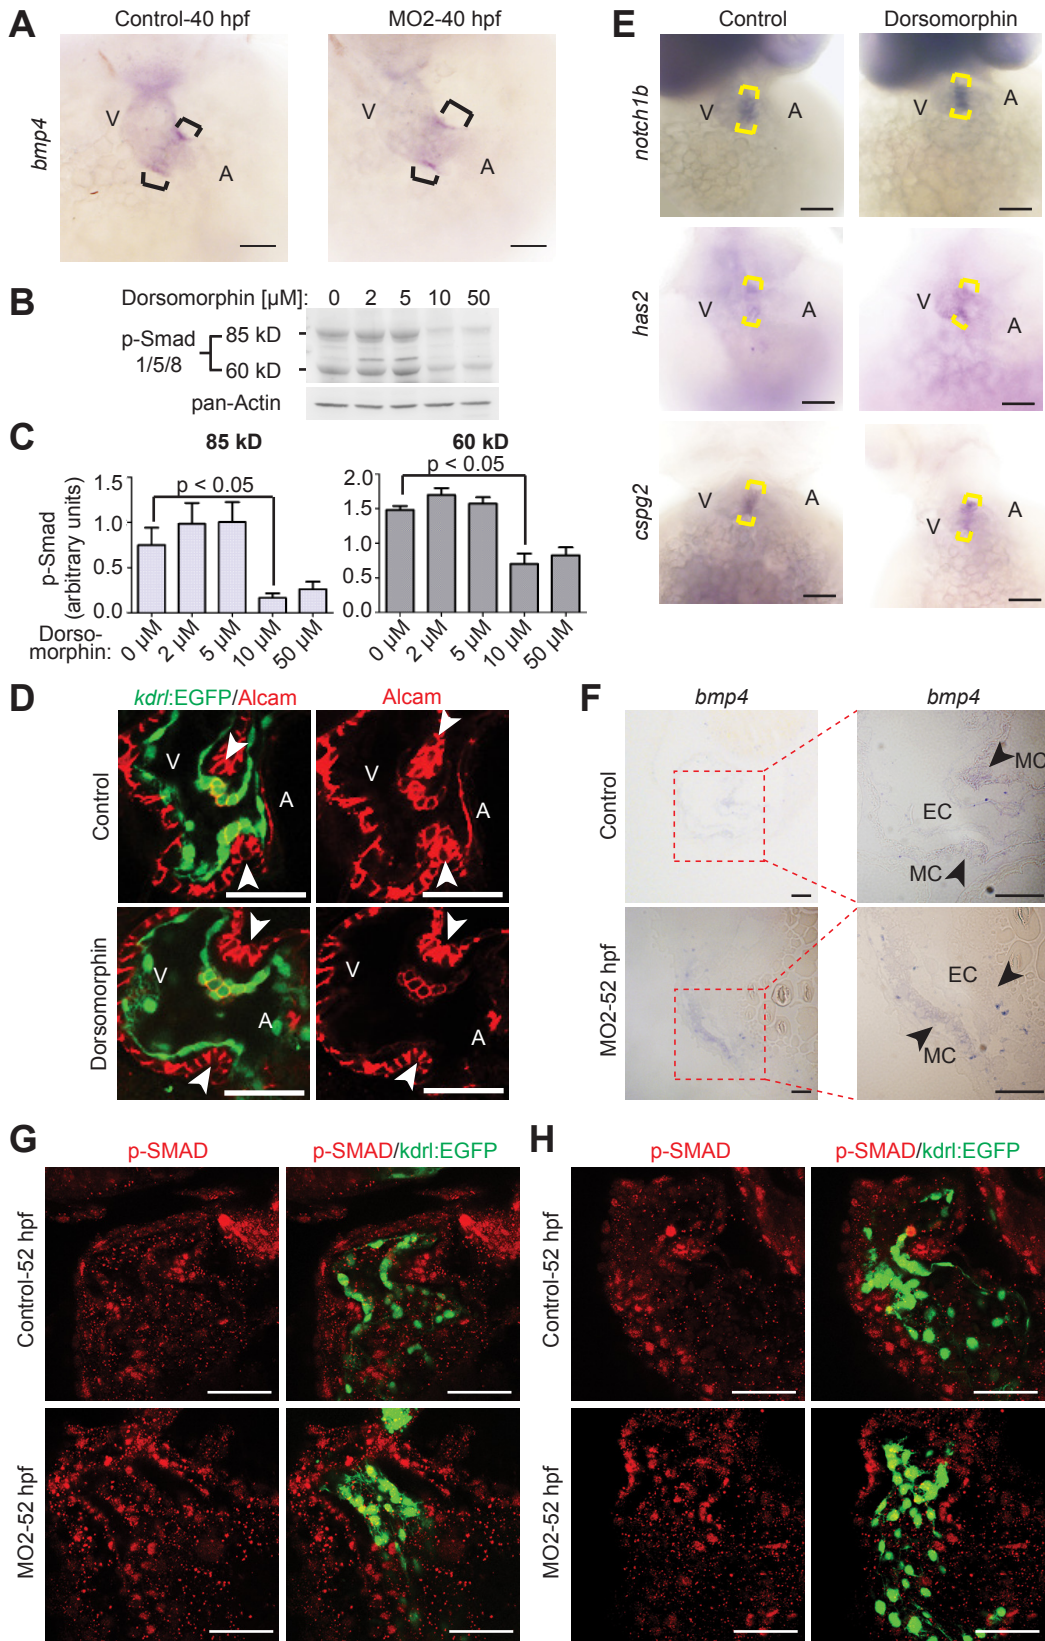 A
Control-40 hpf
MO2-40 hpf
bmp4
V
A
V
A
B
Dorsomorphin [µM]:
0 2 5 10 50
p-Smad
1/5/8
85 kD
60 kD
pan-Actin
C
85 kD
60 kD
p-Smad
(arbitrary units)
1.5
1.0
0.5
0.0
p < 0.05
2.0
1.5
1.0
0.5
0.0
p < 0.05
Dorso-
morphin:
0 µM
2 µM
5 µM
10 µM
50 µM
0 µM
2 µM
5 µM
10 µM
50 µM
D
kdrl:EGFP/Alcam
Alcam
Control
V
A
V
A
Dorsomorphin
V
A
V
A
E
Control
Dorsomorphin
notch1b
V
A
V
A
has2
V
A
V
A
cspg2
V
A
V
A
F
bmp4
bmp4
Control
MC
EC
MC
MO2-52 hpf
EC
MC
G
p-SMAD
p-SMAD/kdrl:EGFP
Control-52 hpf
MO2-52 hpf
H
p-SMAD
p-SMAD/kdrl:EGFP
Control-52 hpf
MO2-52 hpf